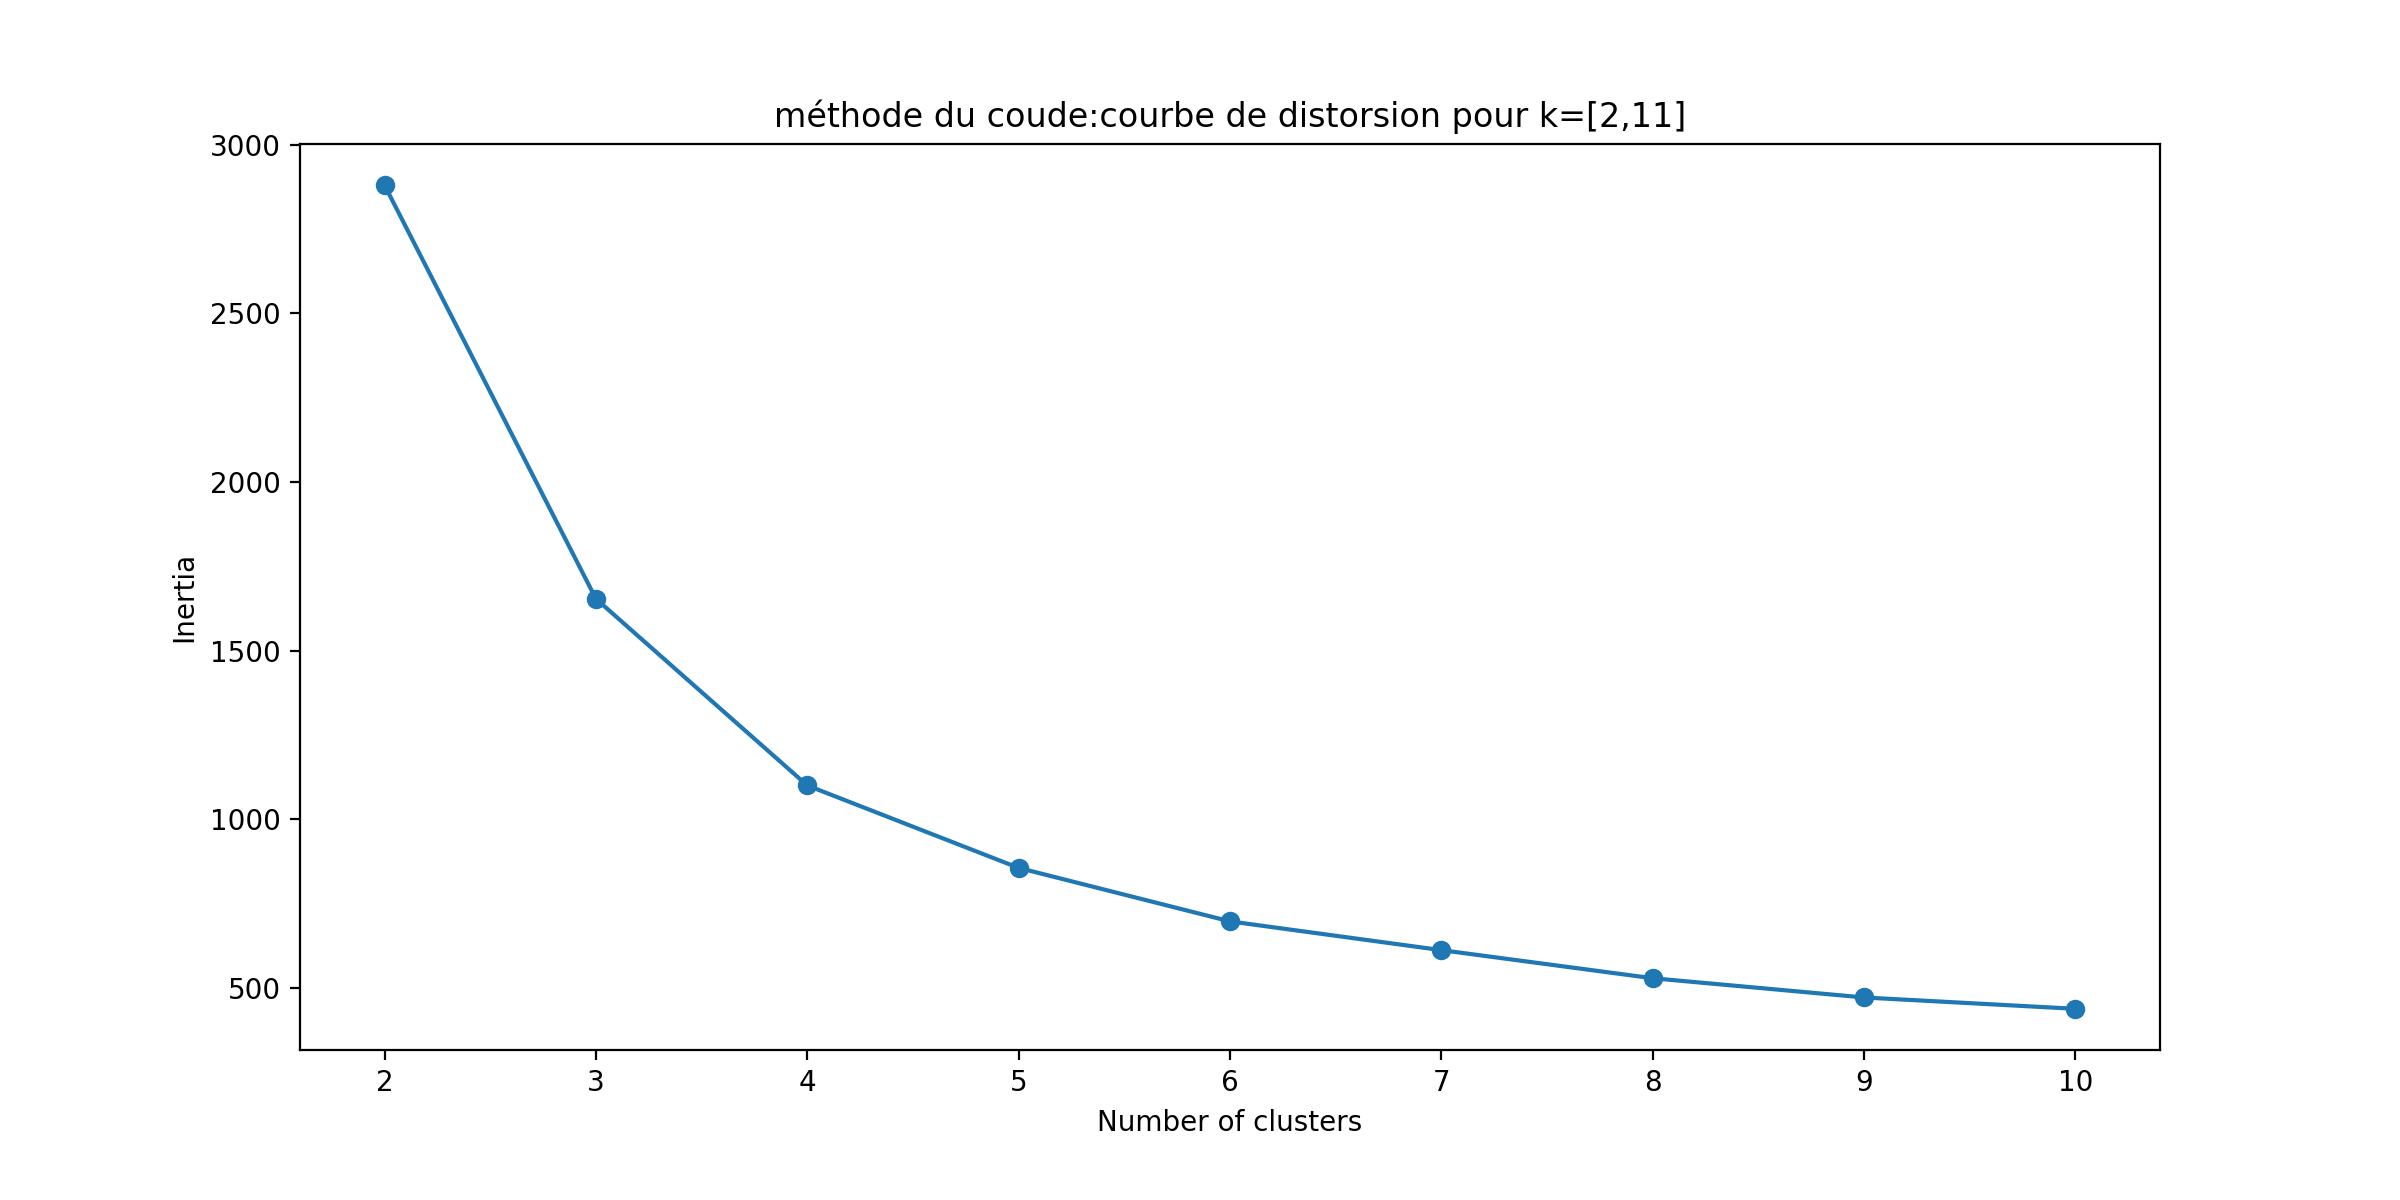 méthode du coude:courbe de distorsion pour k=[2,11]
3000
2500
2000
1500
1000
500
Inertia
2 3 4 5 6 7 8 9 10
Number of clusters